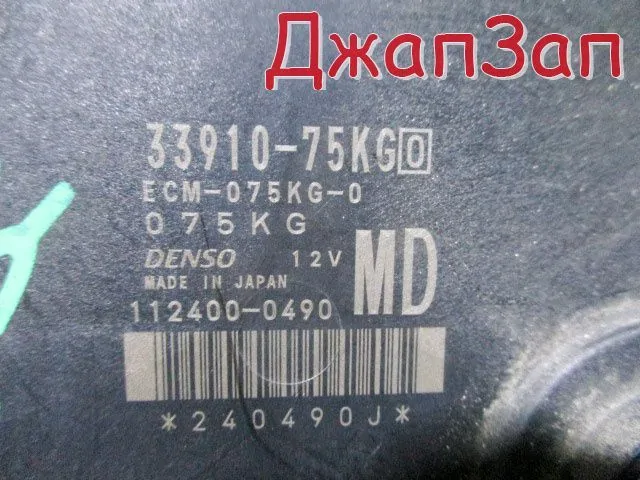 ДжапЗап
33910-75KG0
ECM-075KG-0
075KG
DENSO 12V MD
MADE IN JAPAN
112400-0490
*240490J*